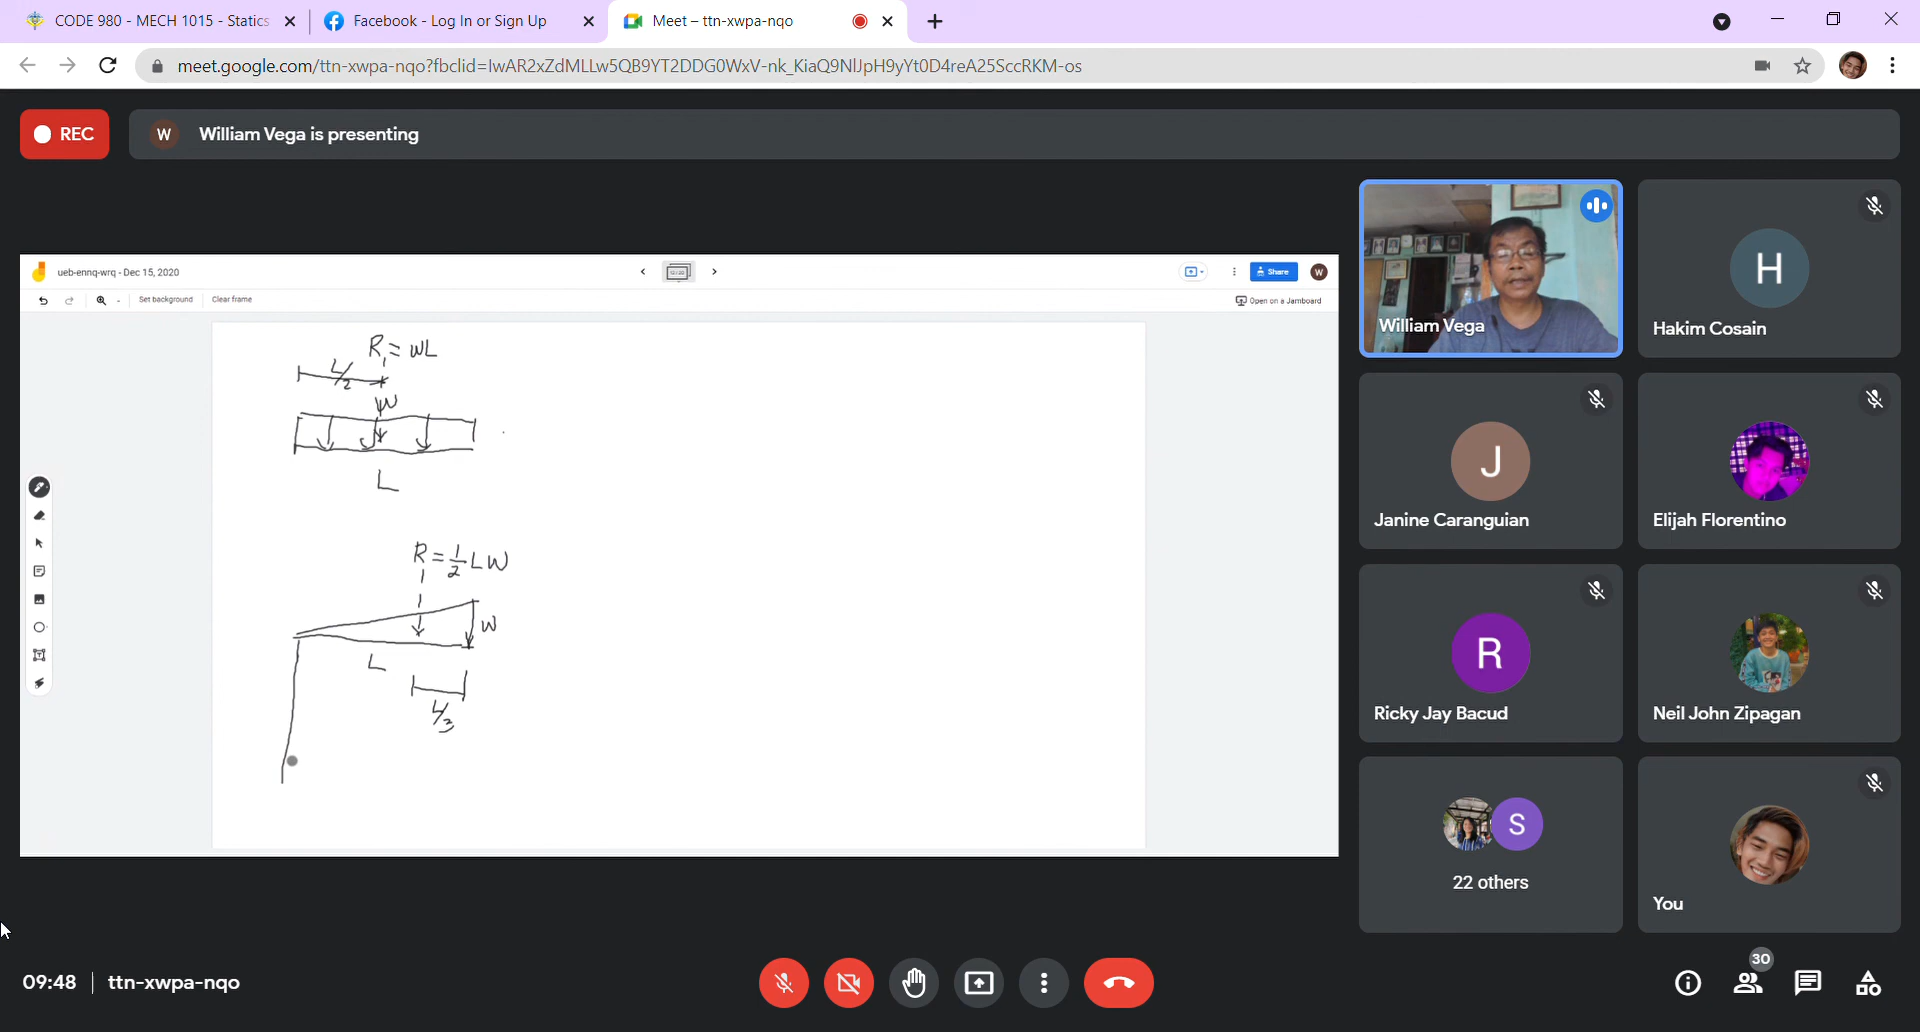 CODE 980 - MECH 1015 - Statics
Facebook - Log In or Sign Up
Meet – ttn-xwpa-nqo
meet.google.com/ttn-xwpa-nqo?fbclid=IwAR2xZdMLLw5QB9YT2DDG0WxV-nk_KiaQ9NIJpH9yYt0D4reA25SccRKM-os
REC
W
William Vega is presenting
ueb-ennq-wrq - Dec 15, 2020
Share
W
Set background
Clear frame
Open on a Jamboard
R = WL
L/2
W
L
R = 1/2 L W
W
L
L/3
William Vega
H
Hakim Cosain
J
Janine Caranguian
Elijah Florentino
R
Ricky Jay Bacud
Neil John Zipagan
S
22 others
You
09:48
ttn-xwpa-nqo
30